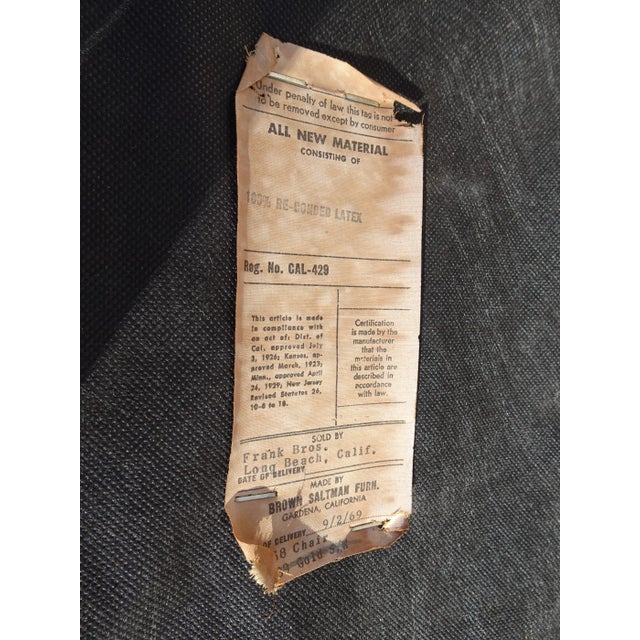 Under penalty of law this tag is not
to be removed except by consumer
ALL NEW MATERIAL
CONSISTING OF
100% RE-BONDED LATEX
Reg. No. CAL-429
This article is made
in compliance with
an act of: Dist. of
Cal. approved July
3, 1926; Kansas, ap-
proved March, 1923;
Minn., approved April
24, 1929; New Jersey
Revised Statutes 26,
10-6 to 18.
Certification
is made by the
manufacturer
that the
materials in
this article are
described in
accordance
with law.
SOLD BY
Frank Bros.
Long Beach, Calif.
DATE OF DELIVERY
MADE BY
BROWN SALTMAN FURN.
GARDENA, CALIFORNIA
OF DELIVERY 9/2/69
68 Chair
Gold